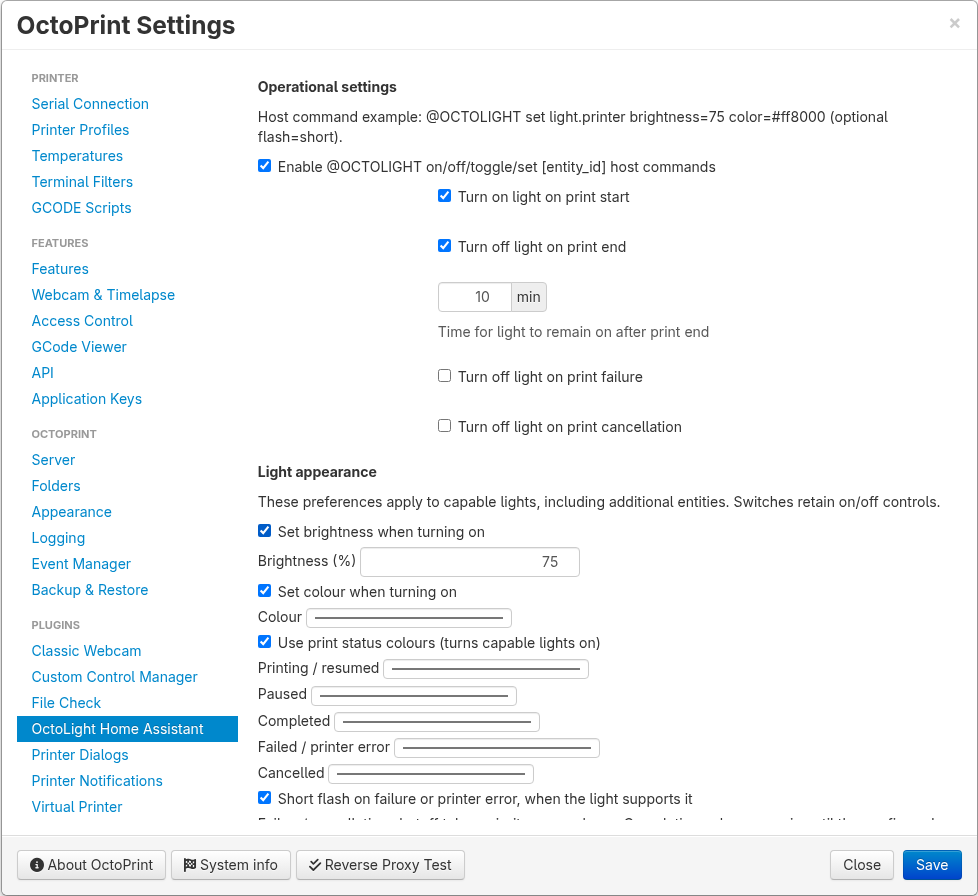 OctoPrint Settings
×
PRINTER
Serial Connection
Printer Profiles
Temperatures
Terminal Filters
GCODE Scripts
FEATURES
Features
Webcam & Timelapse
Access Control
GCode Viewer
API
Application Keys
OCTOPRINT
Server
Folders
Appearance
Logging
Event Manager
Backup & Restore
PLUGINS
Classic Webcam
Custom Control Manager
File Check
OctoLight Home Assistant
Printer Dialogs
Printer Notifications
Virtual Printer
Operational settings
Host command example: @OCTOLIGHT set light.printer brightness=75 color=#ff8000 (optional
flash=short).
Enable @OCTOLIGHT on/off/toggle/set [entity_id] host commands
Turn on light on print start
Turn off light on print end
10 min
Time for light to remain on after print end
Turn off light on print failure
Turn off light on print cancellation
Light appearance
These preferences apply to capable lights, including additional entities. Switches retain on/off controls.
Set brightness when turning on
Brightness (%) 75
Set colour when turning on
Colour
Use print status colours (turns capable lights on)
Printing / resumed
Paused
Completed
Failed / printer error
Cancelled
Short flash on failure or printer error, when the light supports it
About OctoPrint
System info
Reverse Proxy Test
Close
Save